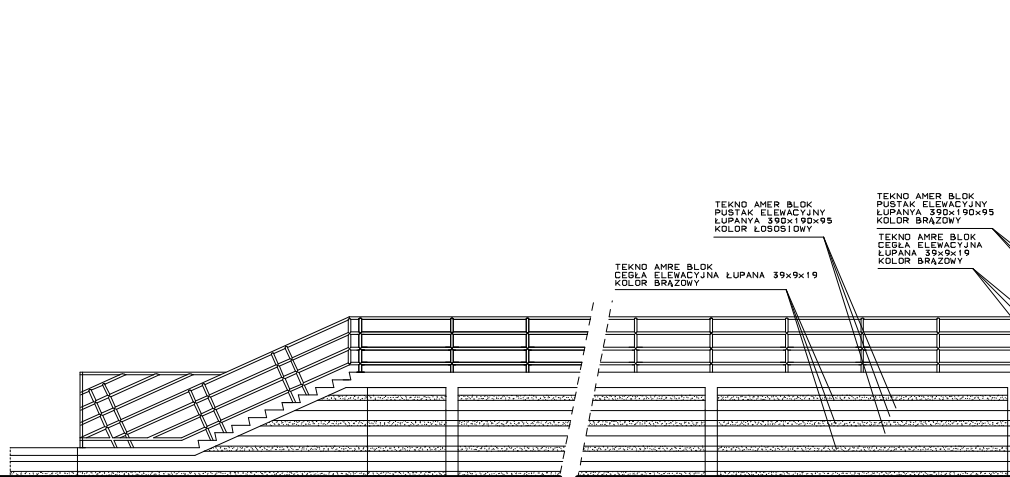 TEKNO AMER BLOK
PUSTAK ELEWACYJNY
ŁUPANYA 390x190x95
KOLOR ŁOSOSIOWY
TEKNO AMER BLOK
PUSTAK ELEWACYJNY
ŁUPANYA 390x190x95
KOLOR BRĄZOWY
TEKNO AMRE BLOK
CEGŁA ELEWACYJNA
ŁUPANA 39x9x19
KOLOR BRĄZOWY
TEKNO AMRE BLOK
CEGŁA ELEWACYJNA ŁUPANA 39x9x19
KOLOR BRĄZOWY